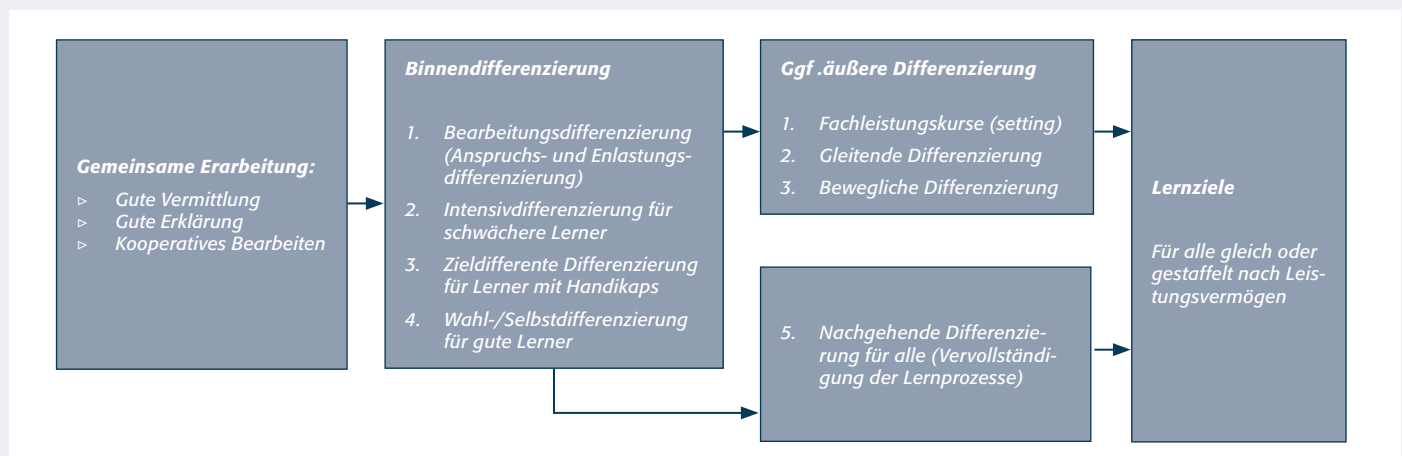 Gemeinsame Erarbeitung:
▹ Gute Vermittlung
▹ Gute Erklärung
▹ Kooperatives Bearbeiten
Binnendifferenzierung
1. Bearbeitungsdifferenzierung
(Anspruchs- und Enlastungs-
differenzierung)
2. Intensivdifferenzierung für
schwächere Lerner
3. Zieldifferente Differenzierung
für Lerner mit Handikaps
4. Wahl-/Selbstdifferenzierung
für gute Lerner
Ggf .äußere Differenzierung
1. Fachleistungskurse (setting)
2. Gleitende Differenzierung
3. Bewegliche Differenzierung
5. Nachgehende Differenzie-
rung für alle (Vervollständi-
gung der Lernprozesse)
Lernziele
Für alle gleich oder
gestaffelt nach Leis-
tungsvermögen